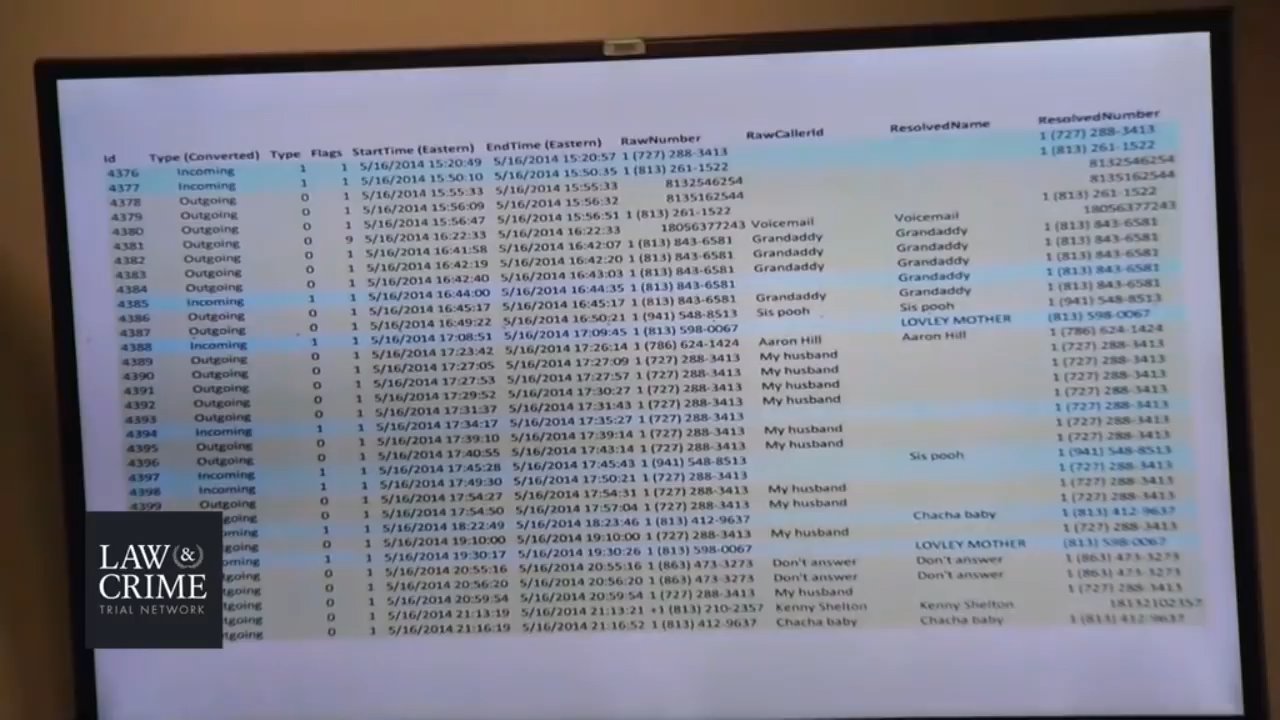 Id Type (Converted) Type Flags StartTime (Eastern) EndTime (Eastern) RawNumber RawCallerId ResolvedName ResolvedNumber
4376 Incoming 1 1 5/16/2014 15:20:49 5/16/2014 15:20:57 1 (727) 288-3413 1 (727) 288-3413
4377 Incoming 1 1 5/16/2014 15:50:10 5/16/2014 15:50:35 1 (813) 261-1522 1 (813) 261-1522
4378 Outgoing 0 1 5/16/2014 15:55:33 5/16/2014 15:55:33 8132546254 8132546254
4379 Outgoing 0 1 5/16/2014 15:56:09 5/16/2014 15:56:32 8135162544 8135162544
4380 Outgoing 0 1 5/16/2014 15:56:47 5/16/2014 15:56:51 1 (813) 261-1522 1 (813) 261-1522
4381 Outgoing 0 9 5/16/2014 16:22:33 5/16/2014 16:22:33 18056377243 Voicemail Voicemail 18056377243
4382 Outgoing 0 1 5/16/2014 16:41:58 5/16/2014 16:42:07 1 (813) 843-6581 Grandaddy Grandaddy 1 (813) 843-6581
4383 Outgoing 0 1 5/16/2014 16:42:19 5/16/2014 16:42:20 1 (813) 843-6581 Grandaddy Grandaddy 1 (813) 843-6581
4384 Outgoing 0 1 5/16/2014 16:42:40 5/16/2014 16:43:03 1 (813) 843-6581 Grandaddy Grandaddy 1 (813) 843-6581
4385 Incoming 1 1 5/16/2014 16:44:00 5/16/2014 16:44:35 1 (813) 843-6581 Grandaddy 1 (813) 843-6581
4386 Outgoing 0 1 5/16/2014 16:45:17 5/16/2014 16:45:17 1 (813) 843-6581 Grandaddy Grandaddy 1 (813) 843-6581
4387 Outgoing 0 1 5/16/2014 16:49:22 5/16/2014 16:50:21 1 (941) 548-8513 Sis pooh Sis pooh 1 (941) 548-8513
4388 Incoming 1 1 5/16/2014 17:08:51 5/16/2014 17:09:45 1 (813) 598-0067 LOVLEY MOTHER (813) 598-0067
4389 Outgoing 0 1 5/16/2014 17:23:42 5/16/2014 17:26:14 1 (786) 624-1424 Aaron Hill Aaron Hill 1 (786) 624-1424
4390 Outgoing 0 1 5/16/2014 17:27:05 5/16/2014 17:27:09 1 (727) 288-3413 My husband 1 (727) 288-3413
4391 Outgoing 0 1 5/16/2014 17:27:53 5/16/2014 17:27:57 1 (727) 288-3413 My husband 1 (727) 288-3413
4392 Outgoing 0 1 5/16/2014 17:29:52 5/16/2014 17:30:27 1 (727) 288-3413 My husband 1 (727) 288-3413
4393 Outgoing 0 1 5/16/2014 17:31:37 5/16/2014 17:31:43 1 (727) 288-3413 My husband 1 (727) 288-3413
4394 Incoming 1 1 5/16/2014 17:34:17 5/16/2014 17:35:27 1 (727) 288-3413 1 (727) 288-3413
4395 Outgoing 0 1 5/16/2014 17:39:10 5/16/2014 17:39:14 1 (727) 288-3413 My husband 1 (727) 288-3413
4396 Outgoing 0 1 5/16/2014 17:40:55 5/16/2014 17:43:14 1 (727) 288-3413 My husband 1 (727) 288-3413
4397 Incoming 1 1 5/16/2014 17:45:28 5/16/2014 17:45:43 1 (941) 548-8513 Sis pooh 1 (941) 548-8513
4398 Incoming 1 1 5/16/2014 17:49:30 5/16/2014 17:50:21 1 (727) 288-3413 1 (727) 288-3413
4399 Outgoing 0 1 5/16/2014 17:54:27 5/16/2014 17:54:31 1 (727) 288-3413 My husband 1 (727) 288-3413
going 0 1 5/16/2014 17:54:50 5/16/2014 17:57:04 1 (727) 288-3413 My husband 1 (727) 288-3413
ming 1 1 5/16/2014 18:22:49 5/16/2014 18:23:46 1 (813) 412-9637 Chacha baby 1 (813) 412-9637
going 0 1 5/16/2014 19:10:00 5/16/2014 19:10:00 1 (727) 288-3413 My husband 1 (727) 288-3413
oming 1 1 5/16/2014 19:30:17 5/16/2014 19:30:26 1 (813) 598-0067 LOVLEY MOTHER (813) 598-0067
tgoing 0 1 5/16/2014 20:55:16 5/16/2014 20:55:16 1 (863) 473-3273 Don't answer Don't answer 1 (863) 473-3273
tgoing 0 1 5/16/2014 20:56:20 5/16/2014 20:56:20 1 (863) 473-3273 Don't answer Don't answer 1 (863) 473-3273
tgoing 0 1 5/16/2014 20:59:54 5/16/2014 20:59:54 1 (727) 288-3413 My husband 1 (727) 288-3413
tgoing 0 1 5/16/2014 21:13:19 5/16/2014 21:13:21 +1 (813) 210-2357 Kenny Shelton Kenny Shelton 18132102357
tgoing 0 1 5/16/2014 21:16:19 5/16/2014 21:16:52 1 (813) 412-9637 Chacha baby Chacha baby 1 (813) 412-9637
LAW &
CRIME
TRIAL NETWORK